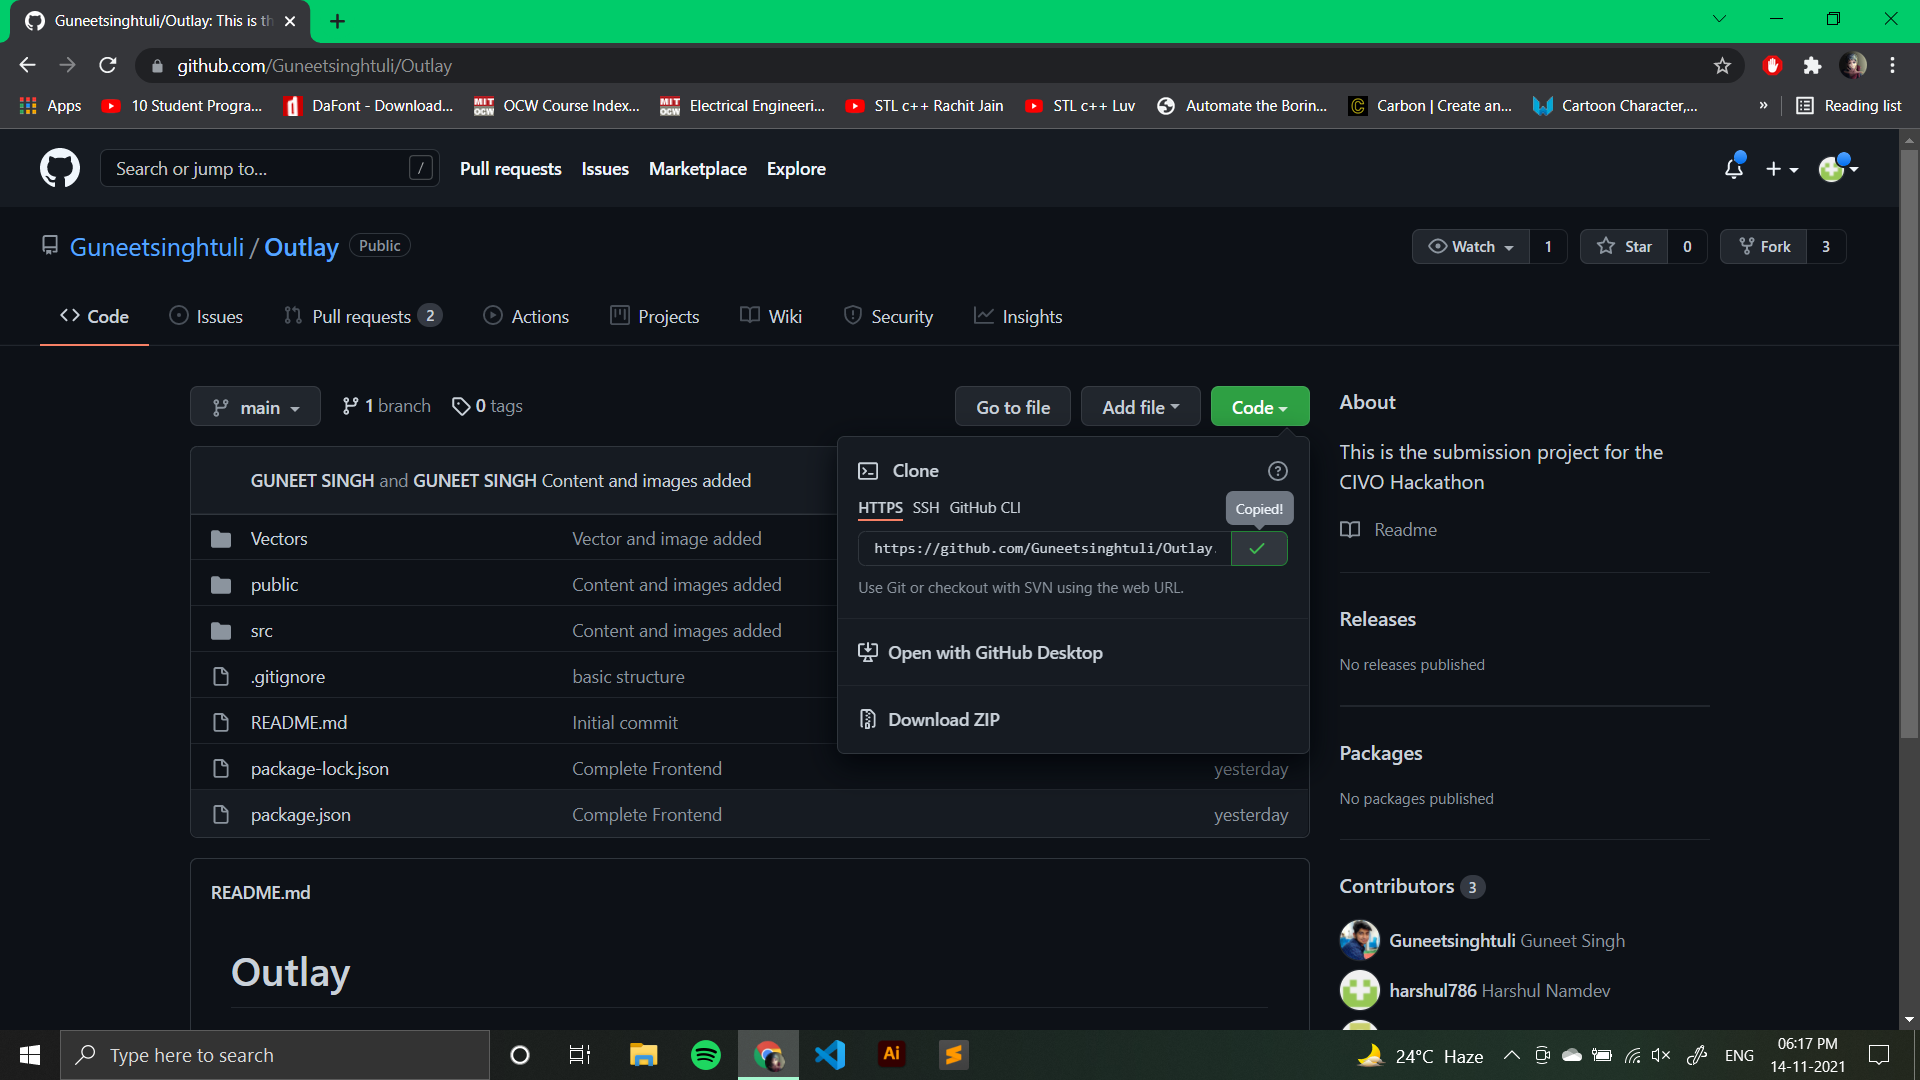 Guneetsinghtuli/Outlay: This is th
github.com/Guneetsinghtuli/Outlay
Apps 10 Student Progra... DaFont - Download... MIT OCW OCW Course Index... MIT OCW Electrical Engineeri... STL c++ Rachit Jain STL c++ Luv Automate the Borin... Carbon | Create an... Cartoon Character,... » Reading list
Search or jump to... / Pull requests Issues Marketplace Explore
Guneetsinghtuli / Outlay Public
Watch 1 Star 0 Fork 3
Code Issues Pull requests 2 Actions Projects Wiki Security Insights
main 1 branch 0 tags Go to file Add file Code
GUNEET SINGH and GUNEET SINGH Content and images added
Vectors Vector and image added
public Content and images added
src Content and images added
.gitignore basic structure
README.md Initial commit
package-lock.json Complete Frontend yesterday
package.json Complete Frontend yesterday
Clone
HTTPS SSH GitHub CLI
Copied!
https://github.com/Guneetsinghtuli/Outlay.
Use Git or checkout with SVN using the web URL.
Open with GitHub Desktop
Download ZIP
README.md
Outlay
About
This is the submission project for the
CIVO Hackathon
Readme
Releases
No releases published
Packages
No packages published
Contributors 3
Guneetsinghtuli Guneet Singh
harshul786 Harshul Namdev
Type here to search
Ai
24°C Haze
ENG
06:17 PM
14-11-2021